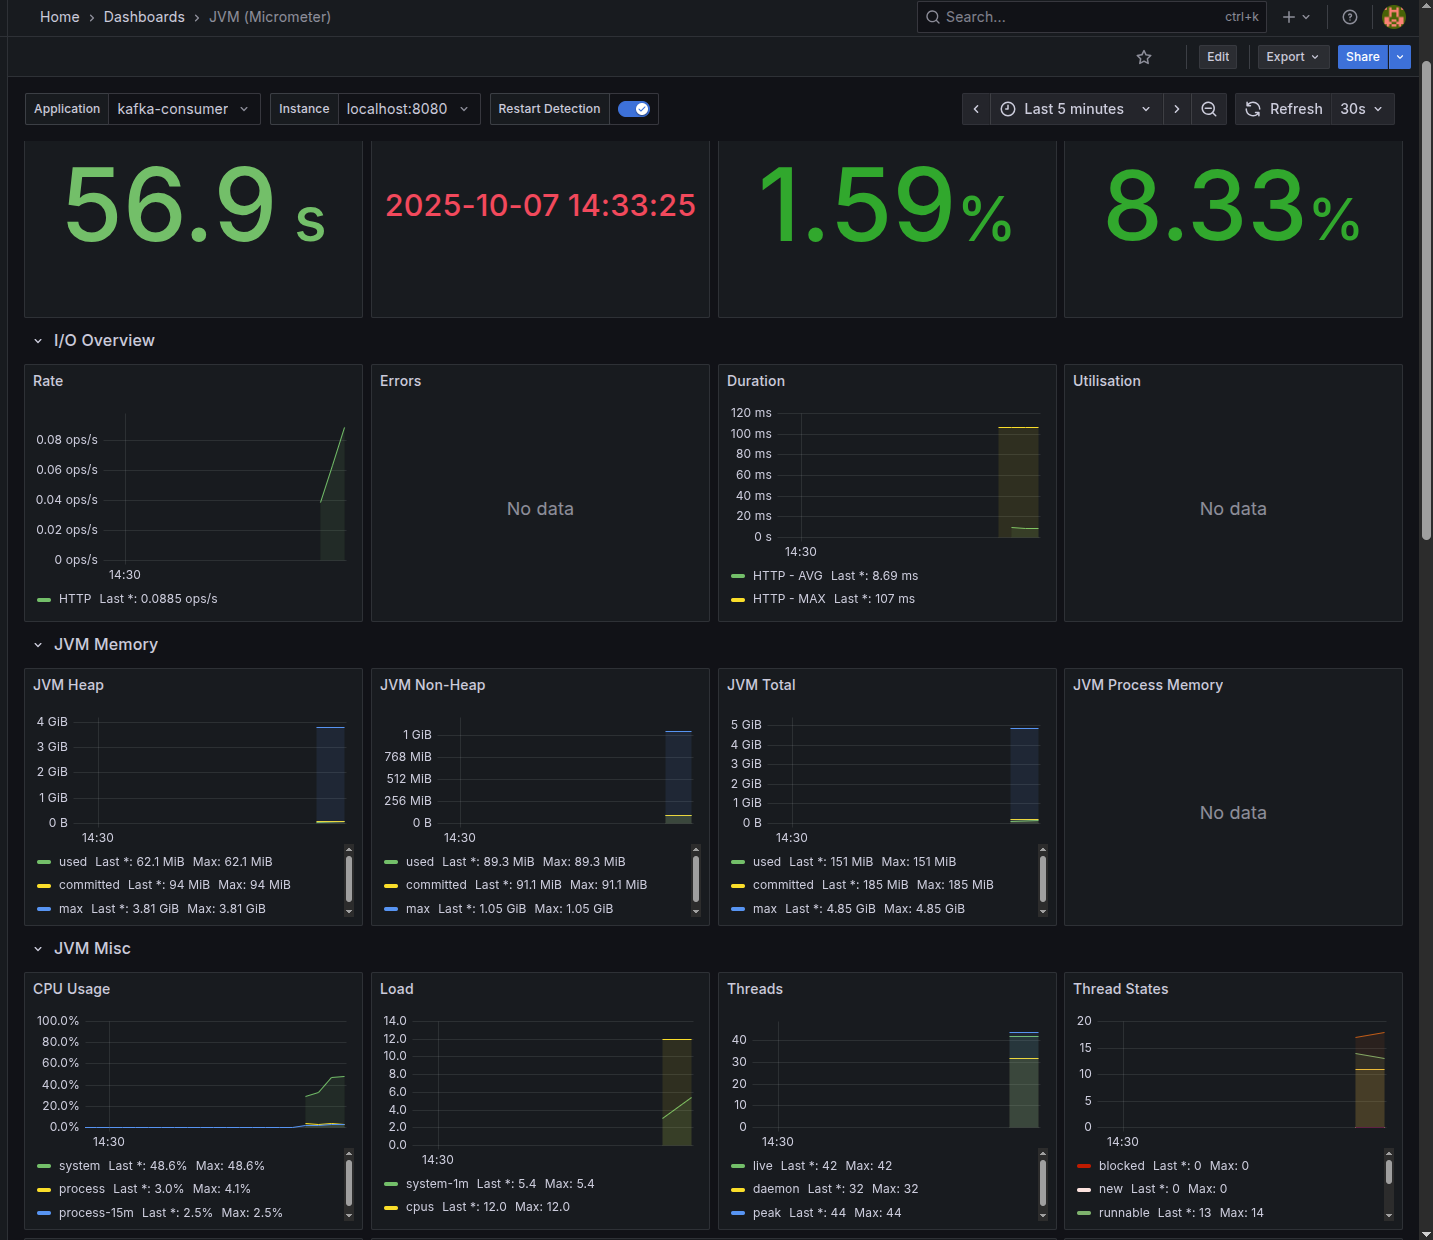 Home › Dashboards › JVM (Micrometer)
Search... ctrl+k
Edit Export Share
Application kafka-consumer Instance localhost:8080 Restart Detection
Last 5 minutes Refresh 30s
56.9 s
2025-10-07 14:33:25
1.59%
8.33%
I/O Overview
Rate
0.08 ops/s
0.06 ops/s
0.04 ops/s
0.02 ops/s
0 ops/s
14:30
HTTP Last *: 0.0885 ops/s
Errors
No data
Duration
120 ms
100 ms
80 ms
60 ms
40 ms
20 ms
0 s
14:30
HTTP - AVG Last *: 8.69 ms
HTTP - MAX Last *: 107 ms
Utilisation
No data
JVM Memory
JVM Heap
4 GiB
3 GiB
2 GiB
1 GiB
0 B
14:30
used Last *: 62.1 MiB Max: 62.1 MiB
committed Last *: 94 MiB Max: 94 MiB
max Last *: 3.81 GiB Max: 3.81 GiB
JVM Non-Heap
1 GiB
768 MiB
512 MiB
256 MiB
0 B
14:30
used Last *: 89.3 MiB Max: 89.3 MiB
committed Last *: 91.1 MiB Max: 91.1 MiB
max Last *: 1.05 GiB Max: 1.05 GiB
JVM Total
5 GiB
4 GiB
3 GiB
2 GiB
1 GiB
0 B
14:30
used Last *: 151 MiB Max: 151 MiB
committed Last *: 185 MiB Max: 185 MiB
max Last *: 4.85 GiB Max: 4.85 GiB
JVM Process Memory
No data
JVM Misc
CPU Usage
100.0%
80.0%
60.0%
40.0%
20.0%
0.0%
14:30
system Last *: 48.6% Max: 48.6%
process Last *: 3.0% Max: 4.1%
process-15m Last *: 2.5% Max: 2.5%
Load
14.0
12.0
10.0
8.0
6.0
4.0
2.0
0.0
14:30
system-1m Last *: 5.4 Max: 5.4
cpus Last *: 12.0 Max: 12.0
Threads
40
30
20
10
0
14:30
live Last *: 42 Max: 42
daemon Last *: 32 Max: 32
peak Last *: 44 Max: 44
Thread States
20
15
10
5
0
14:30
blocked Last *: 0 Max: 0
new Last *: 0 Max: 0
runnable Last *: 13 Max: 14